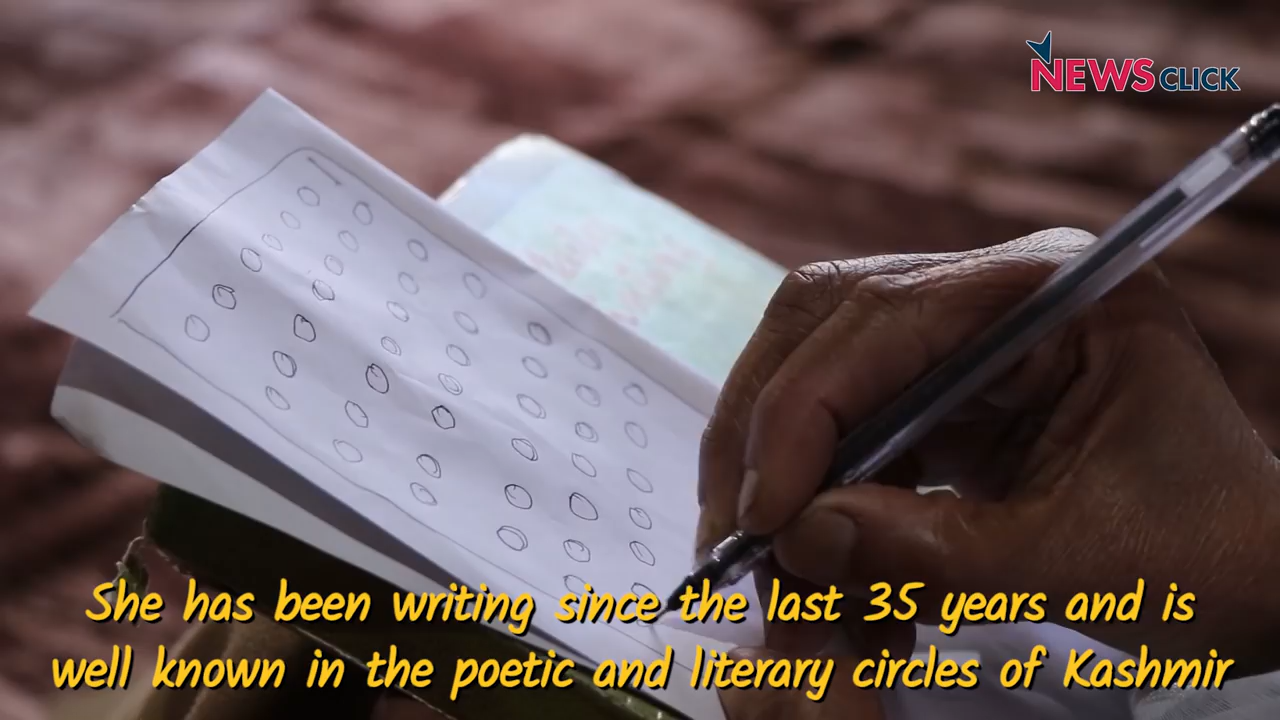 NEWSCLICK
She has been writing since the last 35 years and is
well known in the poetic and literary circles of Kashmir